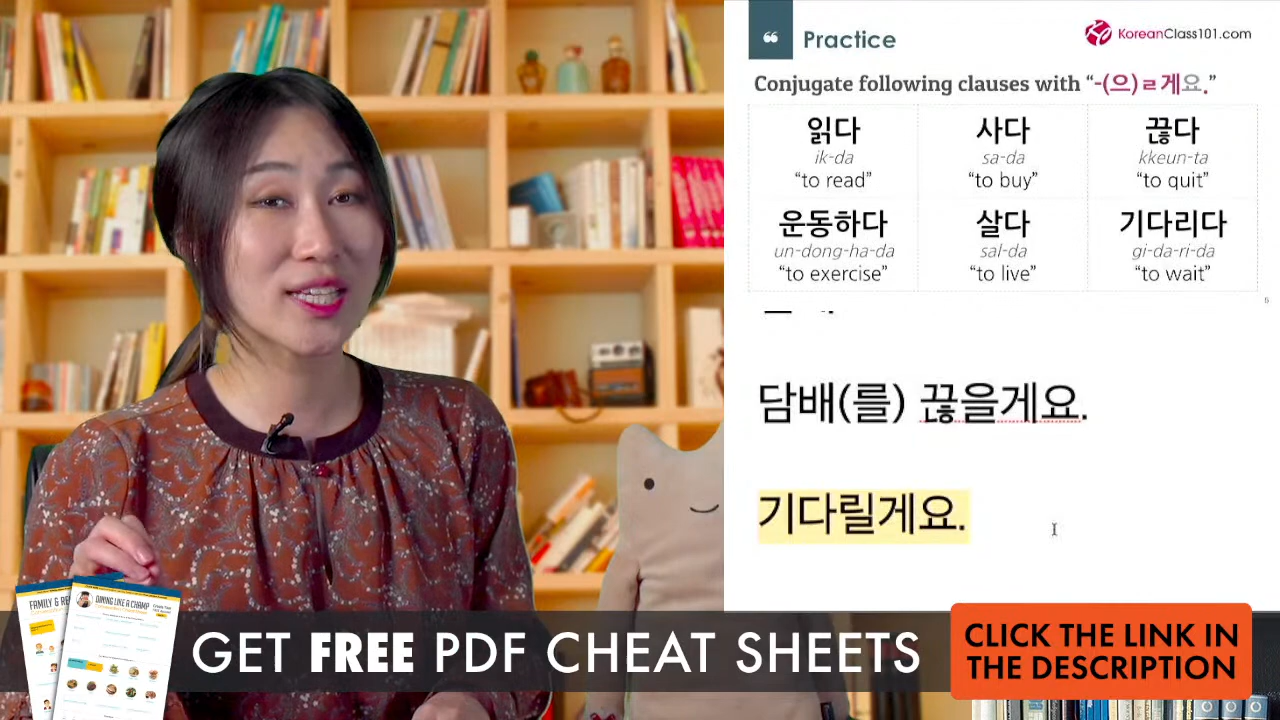 ❝ Practice
KoreanClass101.com
Conjugate following clauses with “-(으)ㄹ게요.”
읽다 사다 끊다
ik-da sa-da kkeun-ta
“to read” “to buy” “to quit”
운동하다 살다 기다리다
un-dong-ha-da sal-da gi-da-ri-da
“to exercise” “to live” “to wait”
담배(를) 끊을게요.
기다릴게요.
FAMILY & RE
DINING LIKE A CHAMP
GET FREE PDF CHEAT SHEETS
CLICK THE LINK IN
THE DESCRIPTION